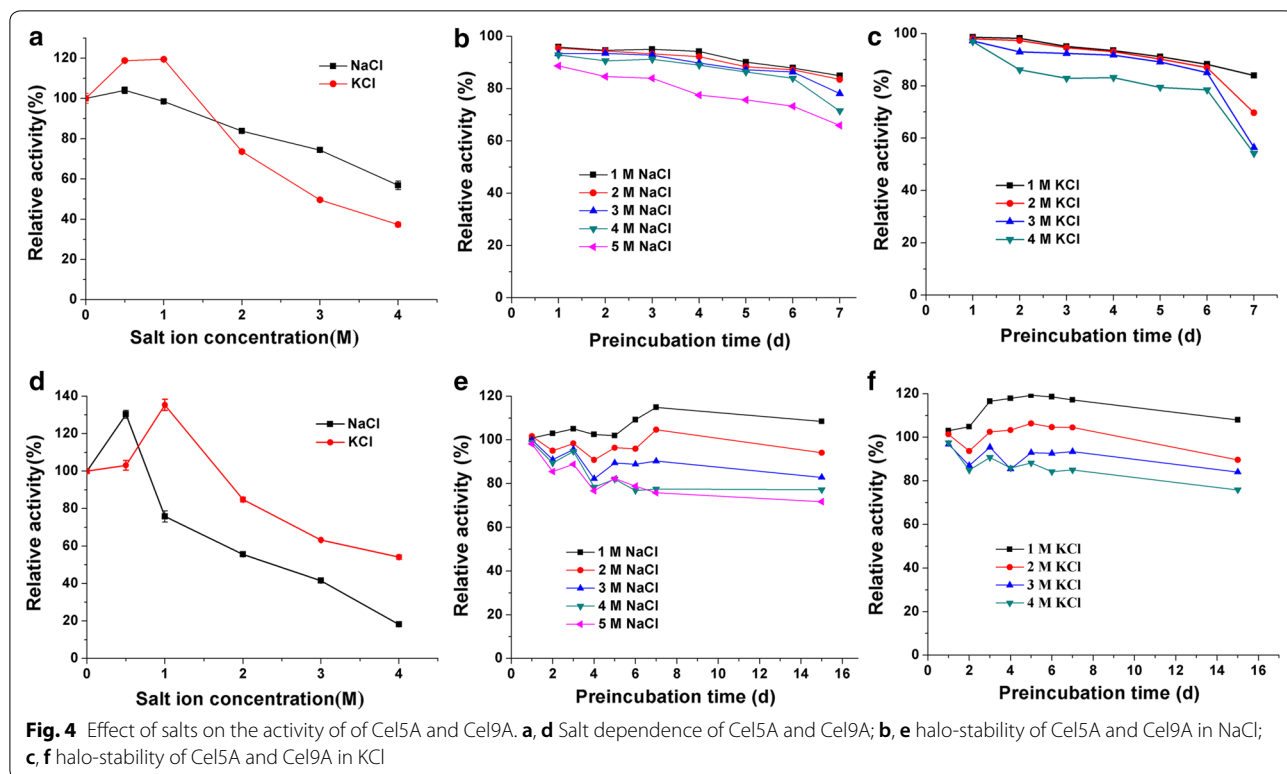 a
Relative activity(%)
120
100
80
60
40
20
0
0 1 2 3 4
Salt ion concentration(M)
NaCl
KCl
b
Relative activity (%)
100
80
60
40
20
0
0 1 2 3 4 5 6 7
Preincubation time (d)
1 M NaCl
2 M NaCl
3 M NaCl
4 M NaCl
5 M NaCl
c
Relative activity (%)
100
80
60
40
20
0
0 1 2 3 4 5 6 7
Preincubation time (d)
1 M KCl
2 M KCl
3 M KCl
4 M KCl
d
Relative activity (%)
140
120
100
80
60
40
20
0
0 1 2 3 4
Salt ion concentration(M)
NaCl
KCl
e
Relative activity (%)
120
100
80
60
40
20
0
0 2 4 6 8 10 12 14 16
Preincubation time (d)
1 M NaCl
2 M NaCl
3 M NaCl
4 M NaCl
5 M NaCl
f
Relative activity (%)
120
100
80
60
40
20
0
0 2 4 6 8 10 12 14 16
Preincubation time (d)
1 M KCl
2 M KCl
3 M KCl
4 M KCl
Fig. 4 Effect of salts on the activity of of Cel5A and Cel9A. a, d Salt dependence of Cel5A and Cel9A; b, e halo-stability of Cel5A and Cel9A in NaCl;
c, f halo-stability of Cel5A and Cel9A in KCl